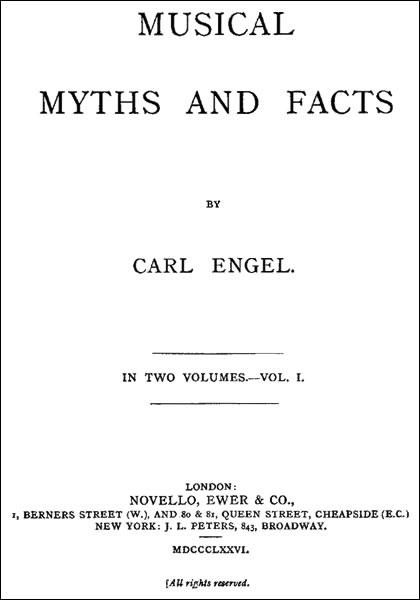 MUSICAL
MYTHS AND FACTS
BY
CARL ENGEL.
IN TWO VOLUMES.—VOL. I.
LONDON:
NOVELLO, EWER & CO.,
1, BERNERS STREET (W.), AND 80 & 81, QUEEN STREET, CHEAPSIDE (E.C.)
NEW YORK: J. L. PETERS, 843, BROADWAY.
MDCCCLXXVI.
[All rights reserved.